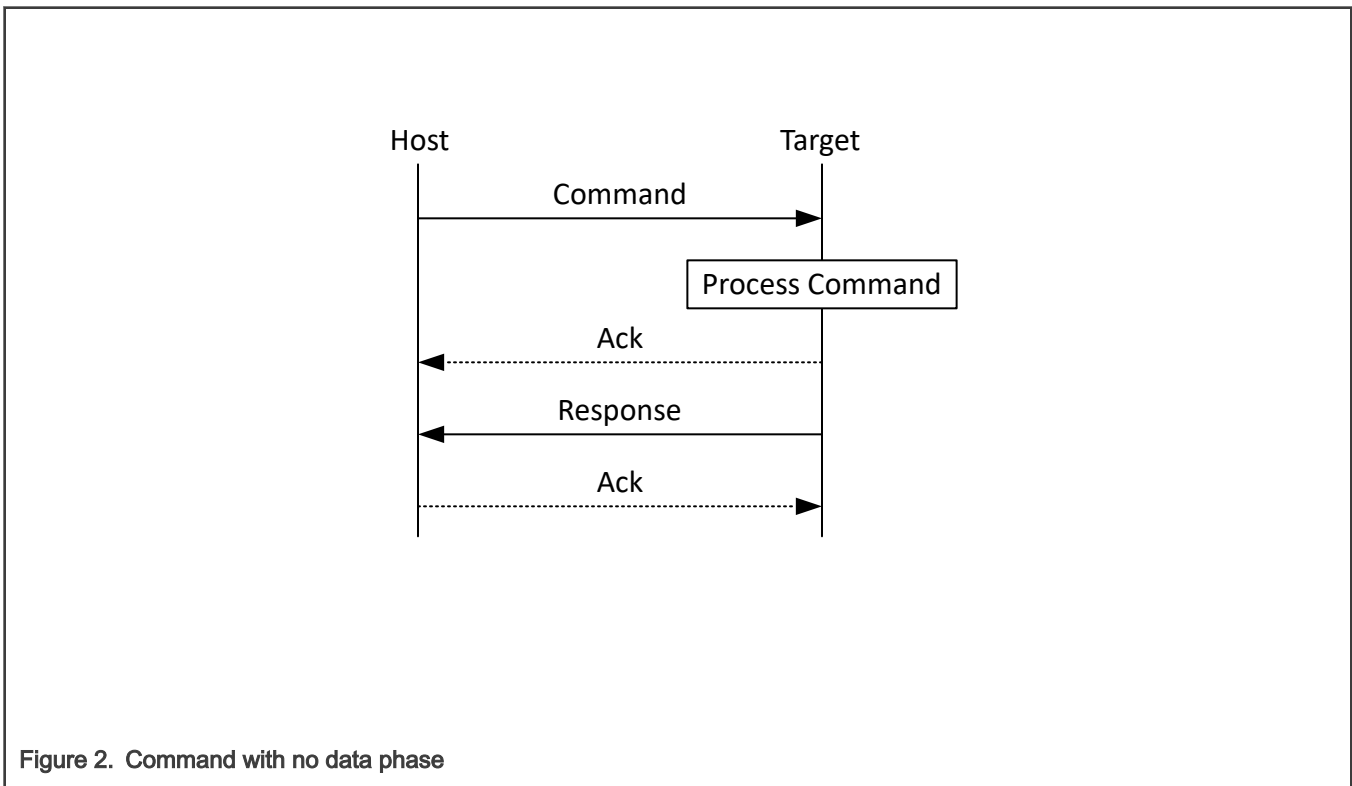 Host
Target
Command
Process Command
Ack
Response
Ack
Figure 2. Command with no data phase